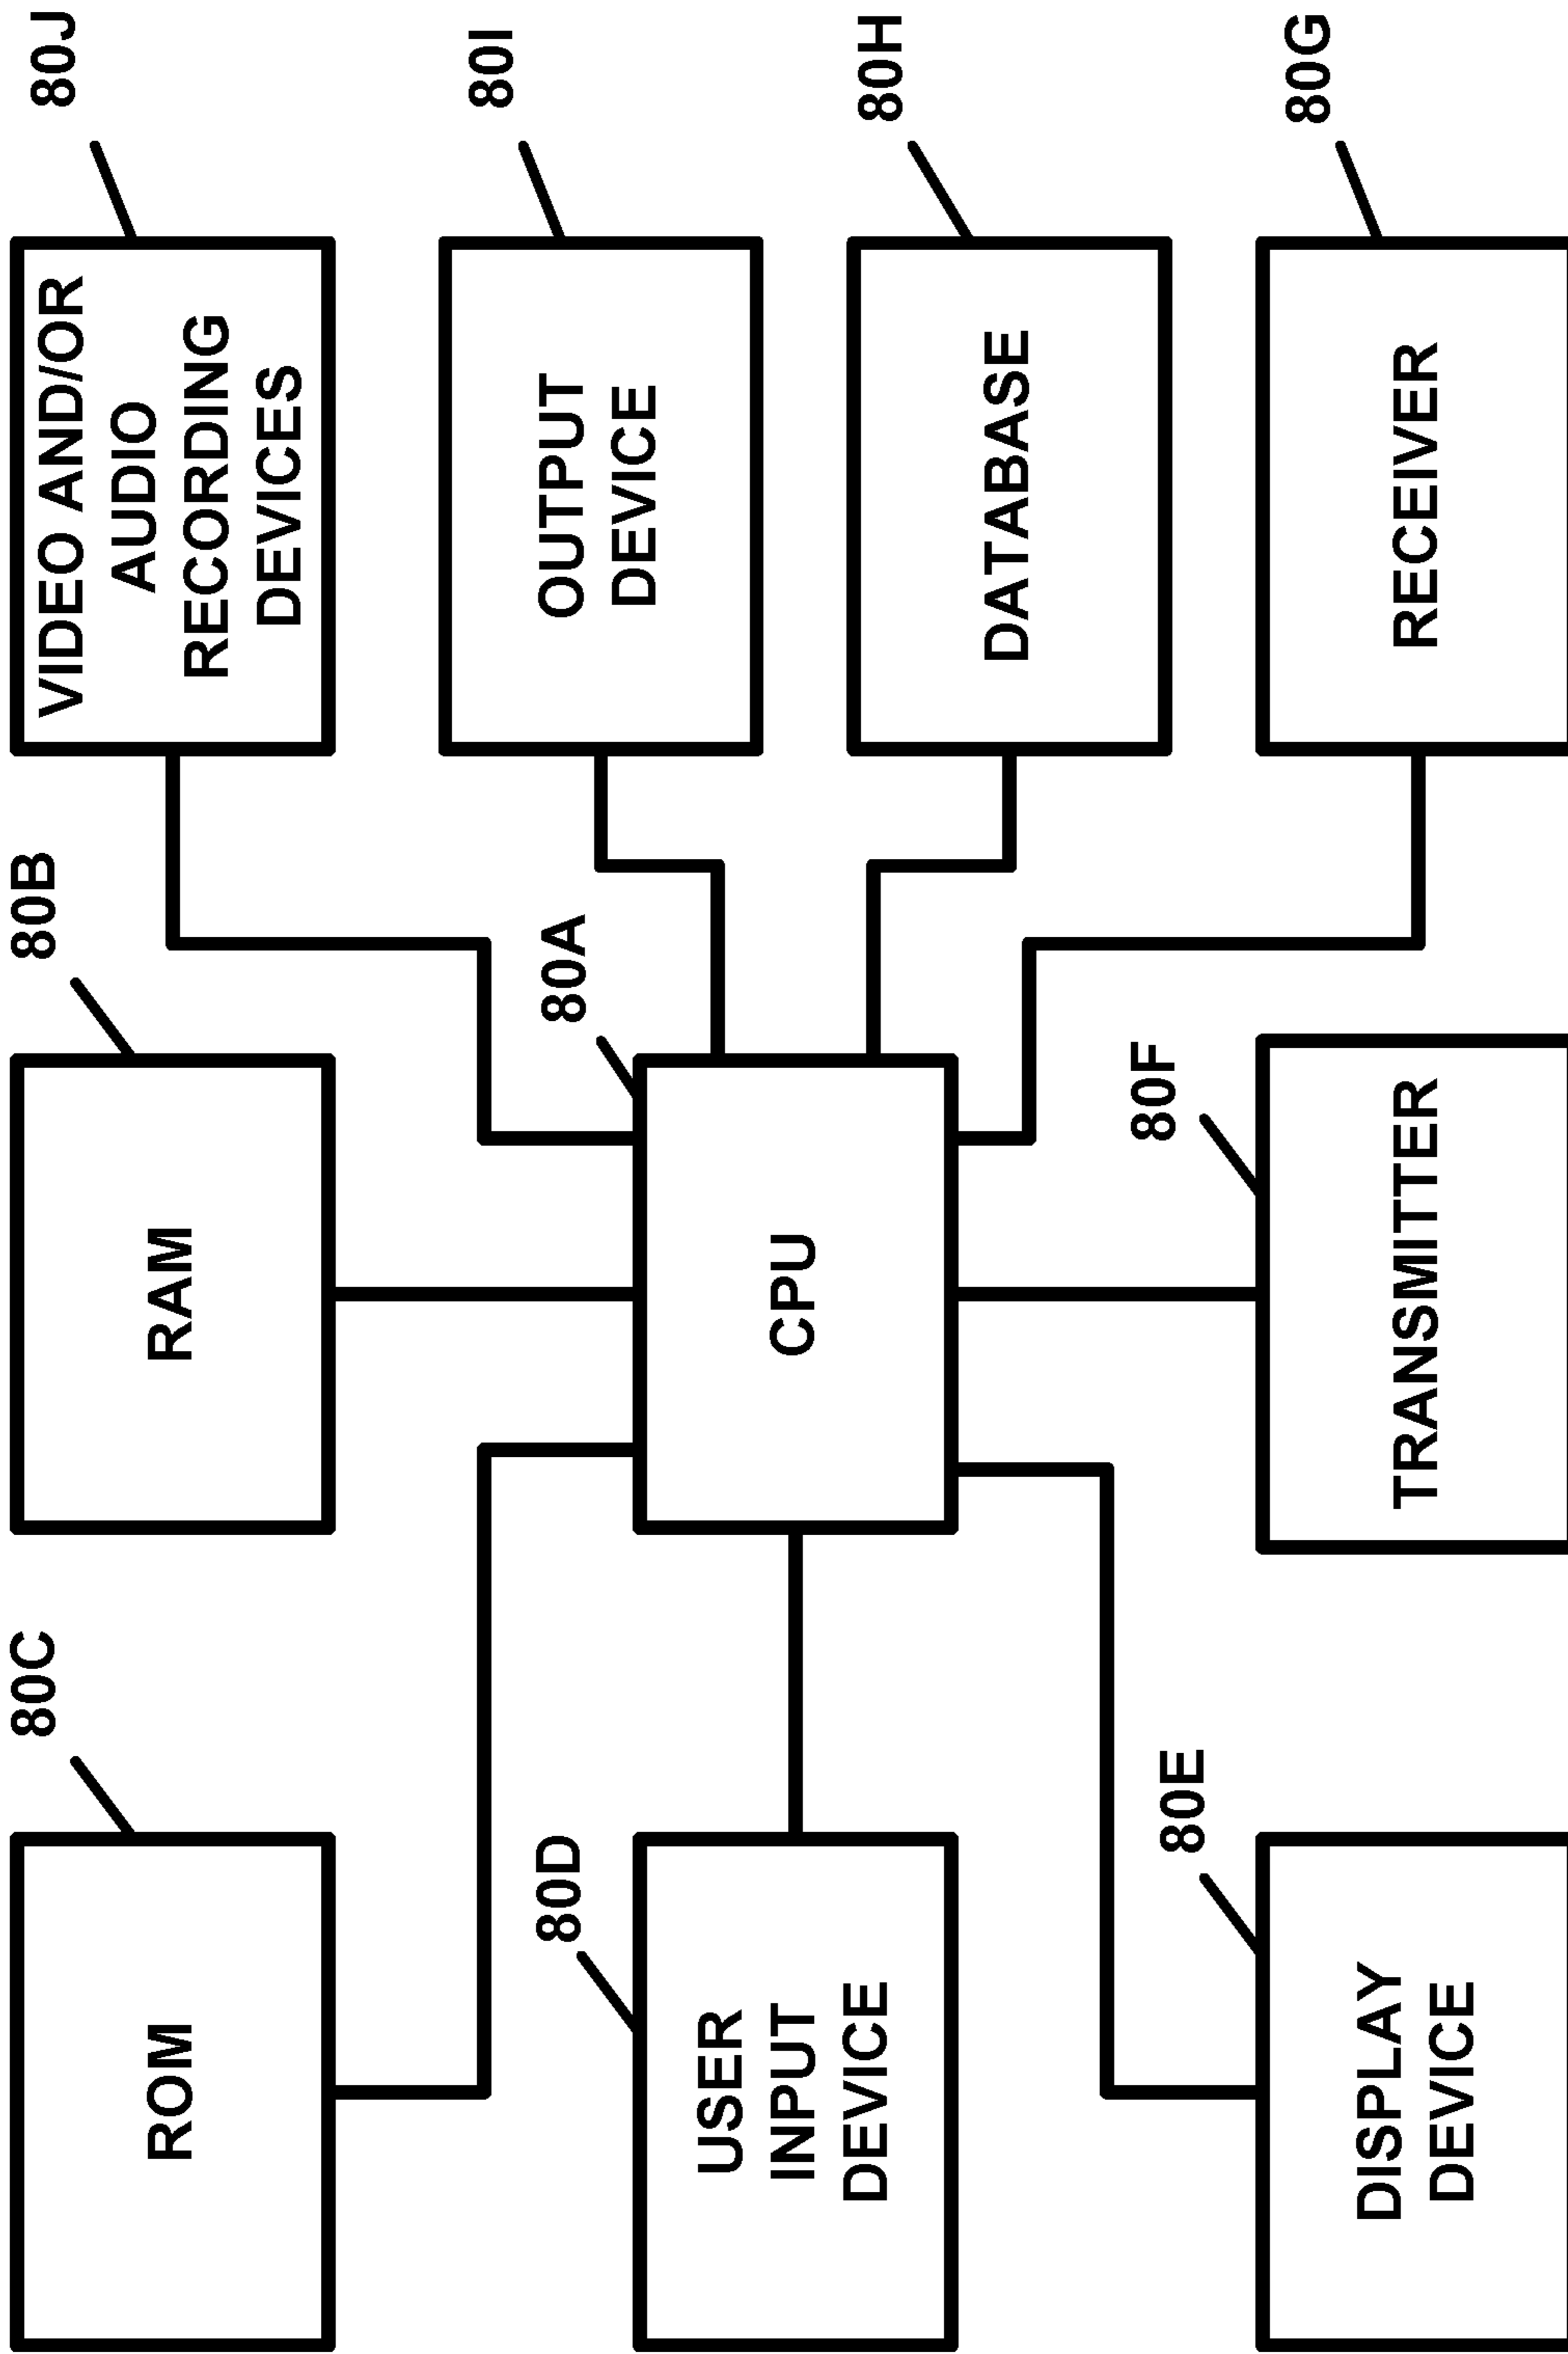 80C
80B
80J
ROM
RAM
VIDEO AND/OR
AUDIO
RECORDING
DEVICES
80I
80D
80A
OUTPUT
DEVICE
USER
INPUT
DEVICE
CPU
80H
DATABASE
80E
80F
80G
DISPLAY
DEVICE
TRANSMITTER
RECEIVER